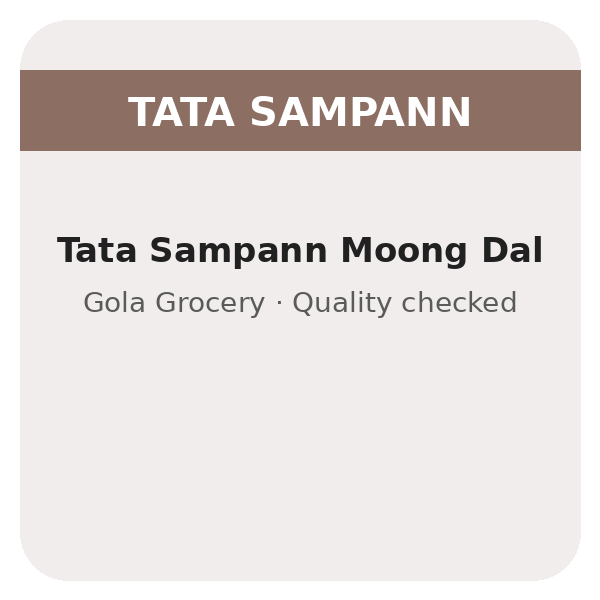 TATA SAMPANN
Tata Sampann Moong Dal
Gola Grocery · Quality checked